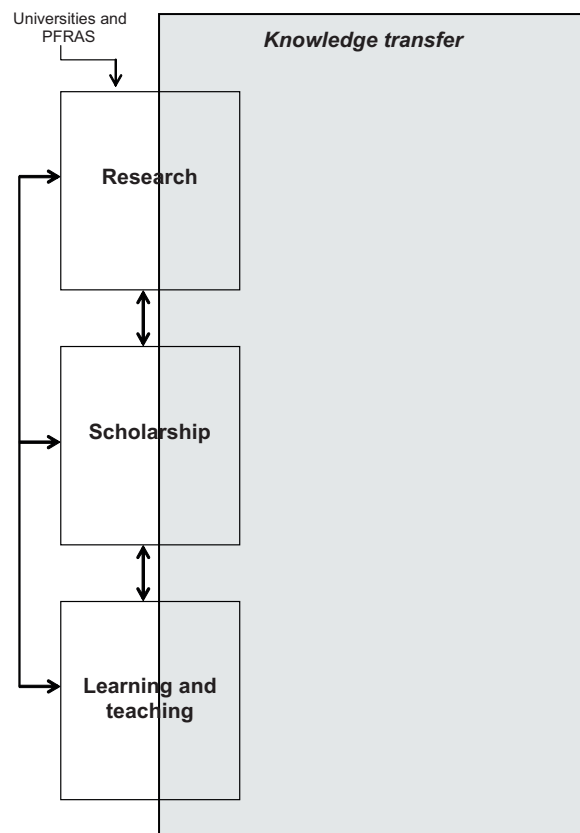 Universities and
PFRAS
Knowledge transfer
Research
Scholarship
Learning and
teaching